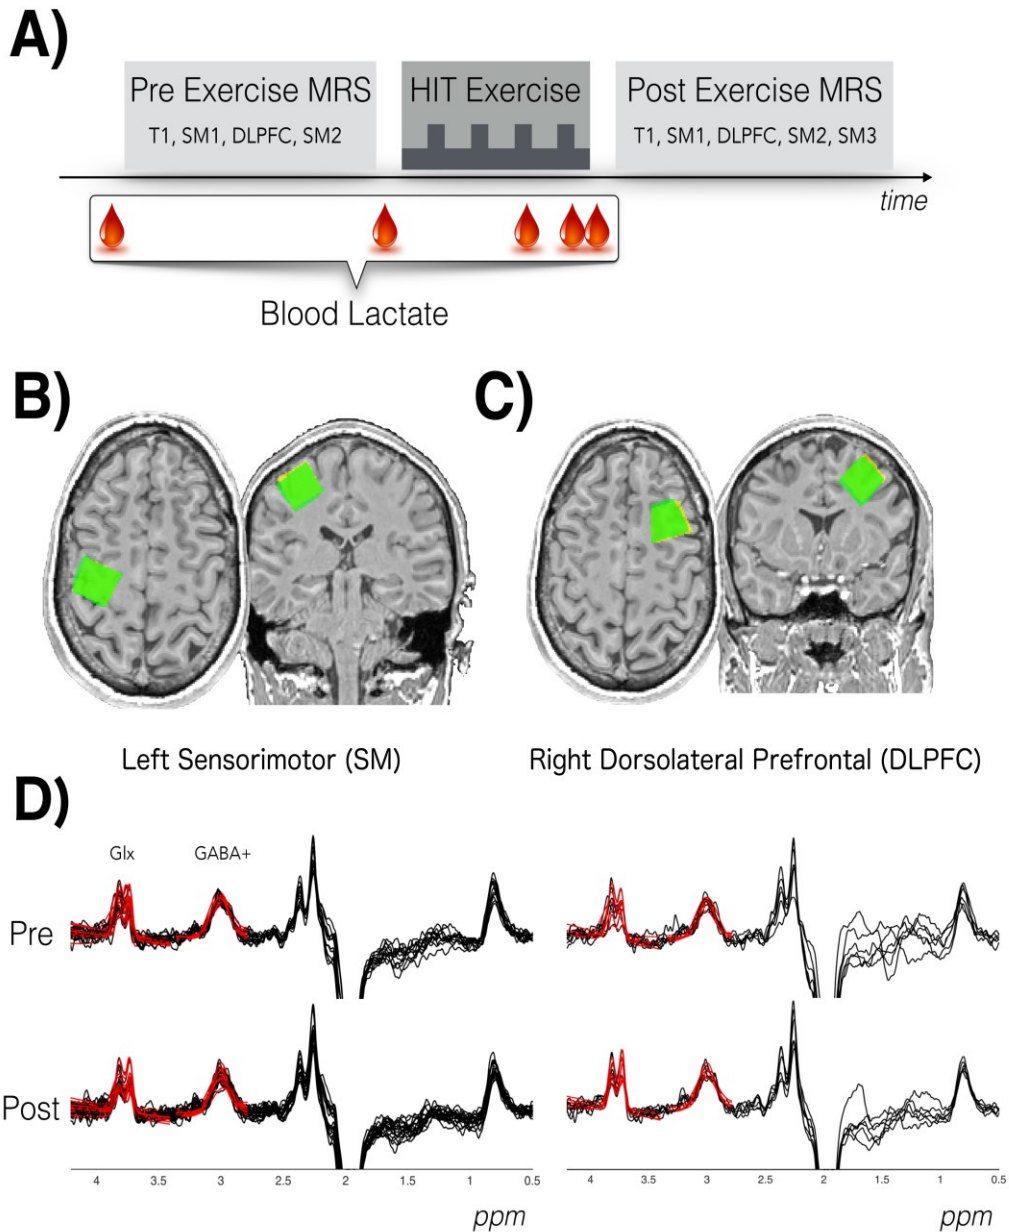 A)
Pre Exercise MRS
T1, SM1, DLPFC, SM2
HIT Exercise
Post Exercise MRS
T1, SM1, DLPFC, SM2, SM3
time
Blood Lactate
B)
C)
Left Sensorimotor (SM)
Right Dorsolateral Prefrontal (DLPFC)
D)
Glx
GABA+
Pre
Post
4 3.5 3 2.5 2 1.5 1 0.5
4 3.5 3 2.5 2 1.5 1 0.5
ppm
ppm